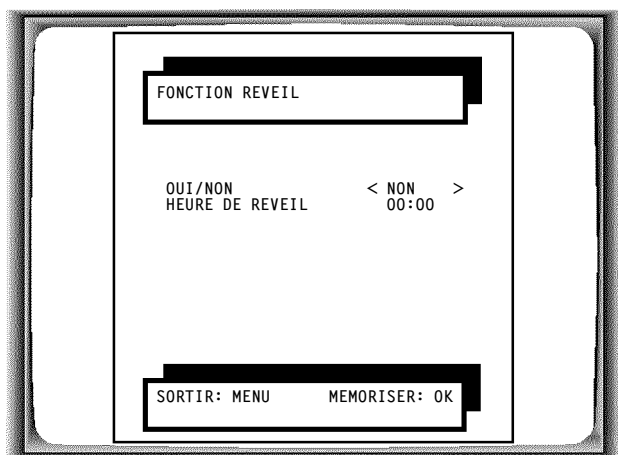 FONCTION REVEIL
OUI/NON < NON >
HEURE DE REVEIL 00:00
SORTIR: MENU MEMORISER: OK